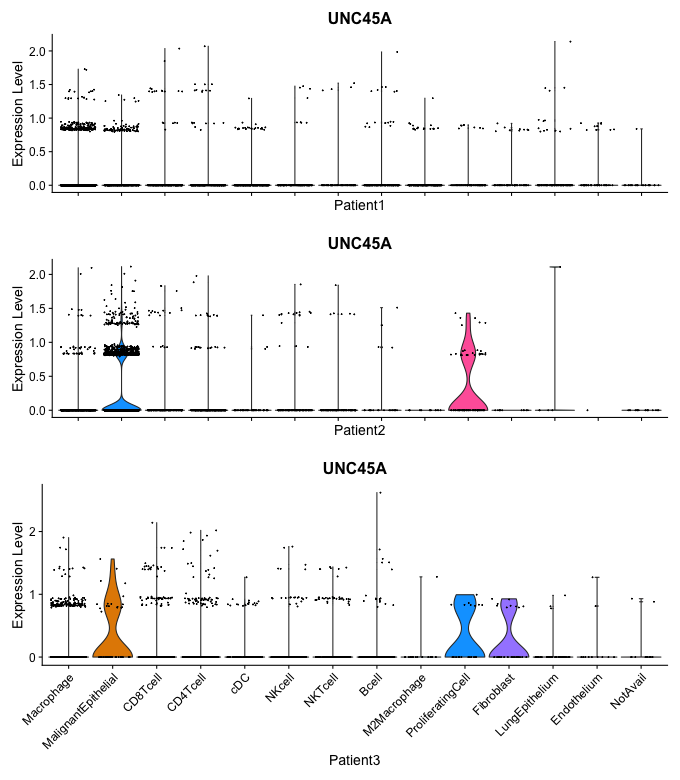 UNC45A
Expression Level
2.0
1.5
1.0
0.5
0.0
Patient1
UNC45A
Expression Level
2.0
1.5
1.0
0.5
0.0
Patient2
UNC45A
Expression Level
2
1
0
Macrophage
MalignantEpithelial
CD8Tcell
CD4Tcell
cDC
NKcell
NKTcell
Bcell
M2Macrophage
ProliferatingCell
Fibroblast
LungEpithelium
Endothelium
NotAvail
Patient3